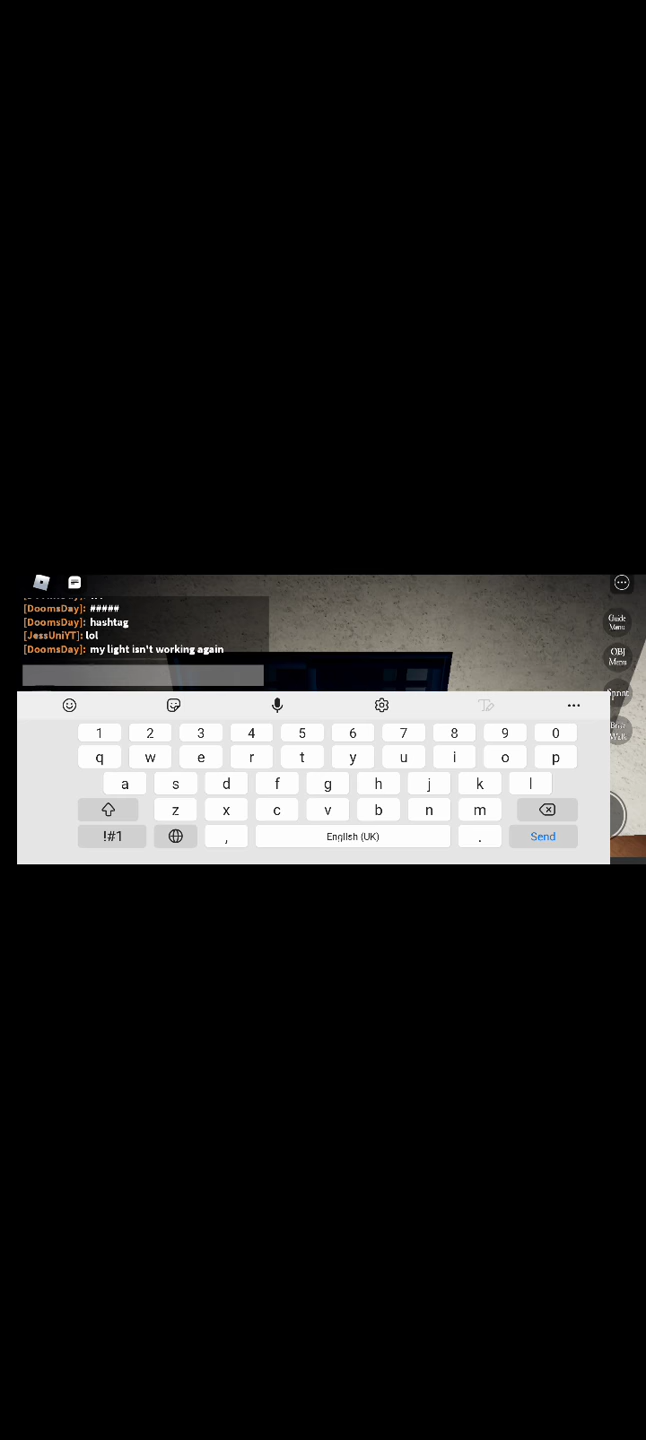 [DoomsDay]: #####
[DoomsDay]: hashtag
[JessUniYT]: lol
[DoomsDay]: my light isn't working again
Guide
Menu
OBJ
Menu
Sprint
1 2 3 4 5 6 7 8 9 0
q w e r t y u i o p
a s d f g h j k l
z x c v b n m
!#1 , English (UK) . Send